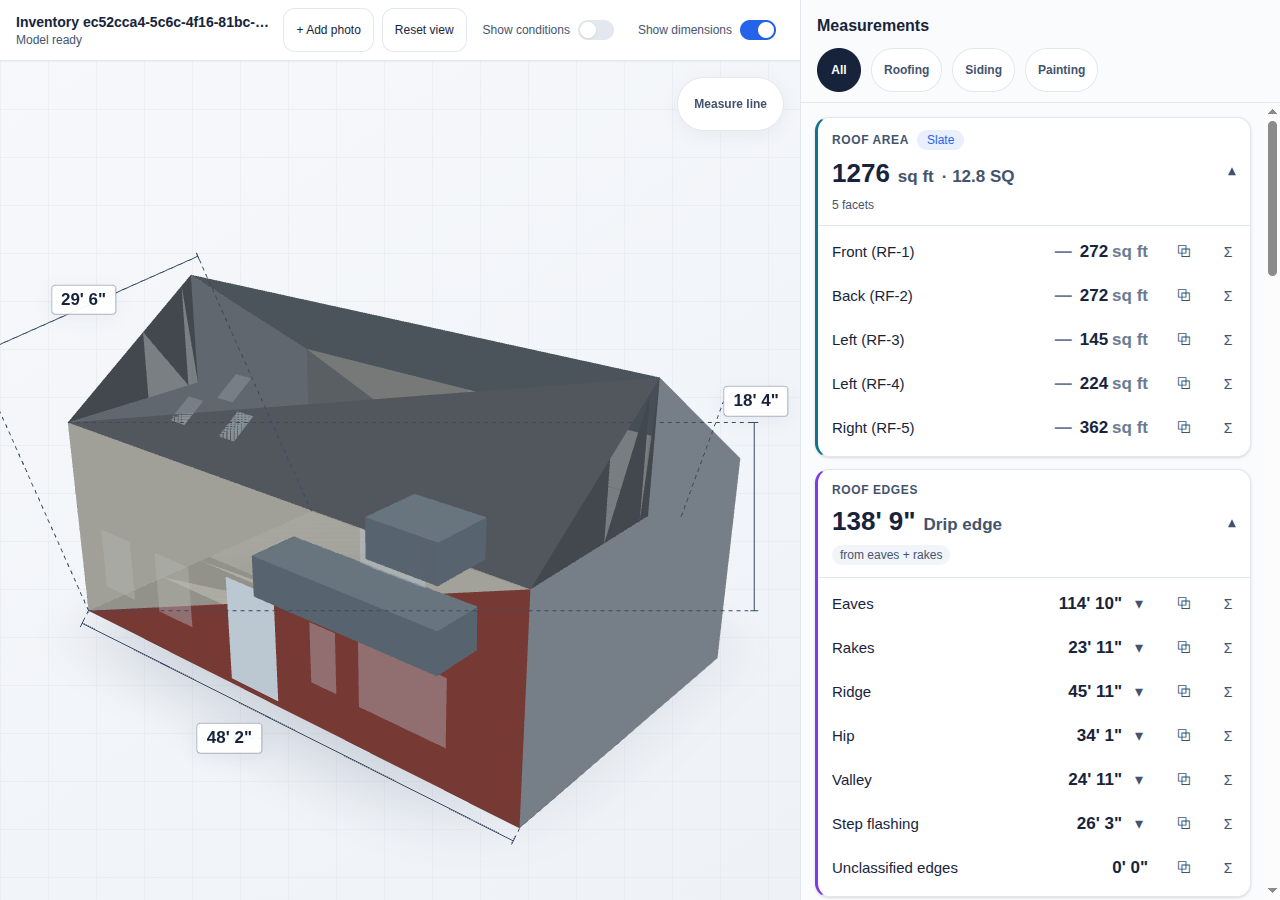 Inventory ec52cca4-5c6c-4f16-81bc-…
Model ready
+ Add photo
Reset view
Show conditions
Show dimensions
Measure line
29' 6"
18' 4"
48' 2"
Measurements
All
Roofing
Siding
Painting
ROOF AREA Slate
1276 sq ft · 12.8 SQ ▲
5 facets
Front (RF-1) — 272 sq ft Σ
Back (RF-2) — 272 sq ft Σ
Left (RF-3) — 145 sq ft Σ
Left (RF-4) — 224 sq ft Σ
Right (RF-5) — 362 sq ft Σ
ROOF EDGES
138' 9" Drip edge ▲
from eaves + rakes
Eaves 114' 10" ▼ Σ
Rakes 23' 11" ▼ Σ
Ridge 45' 11" ▼ Σ
Hip 34' 1" ▼ Σ
Valley 24' 11" ▼ Σ
Step flashing 26' 3" ▼ Σ
Unclassified edges 0' 0" Σ